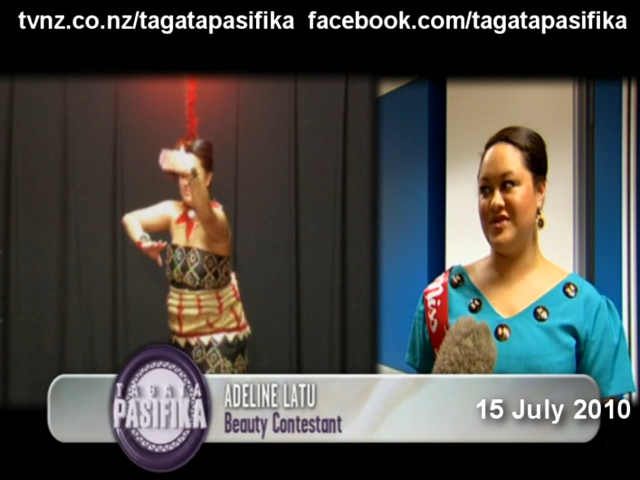 tvnz.co.nz/tagatapasifika facebook.com/tagatapasifika
Miss
TAGATA
PASIFIKA
ADELINE LATU
Beauty Contestant
15 July 2010